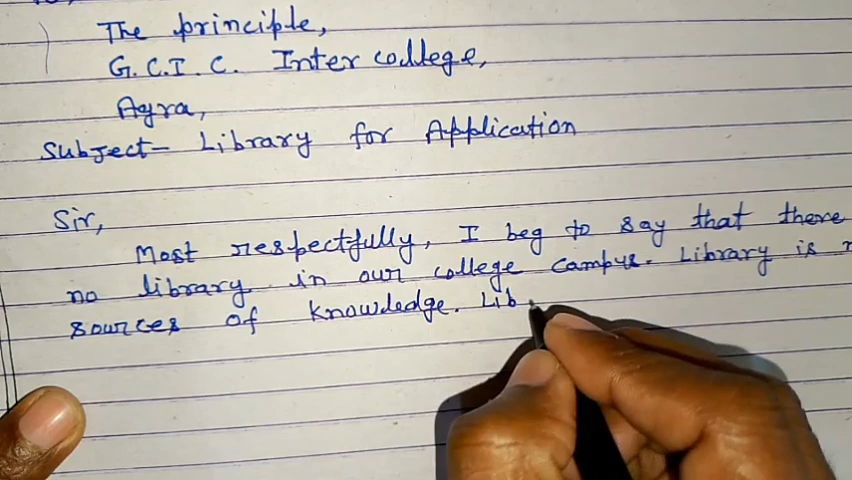 The principle,
G.C.I.C. Inter college,
Agra,
Subject- Library for Application
Sir,
Most respectfully, I beg to say that there
no library in our college campus. Library is
sources of knowledge. Lib